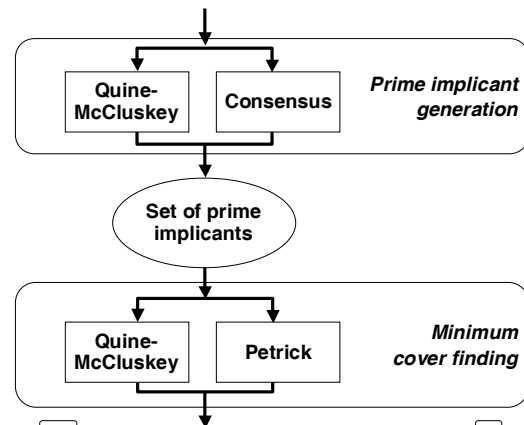 Quine-
McCluskey
Consensus
Prime implicant
generation
Set of prime
implicants
Quine-
McCluskey
Petrick
Minimum
cover finding